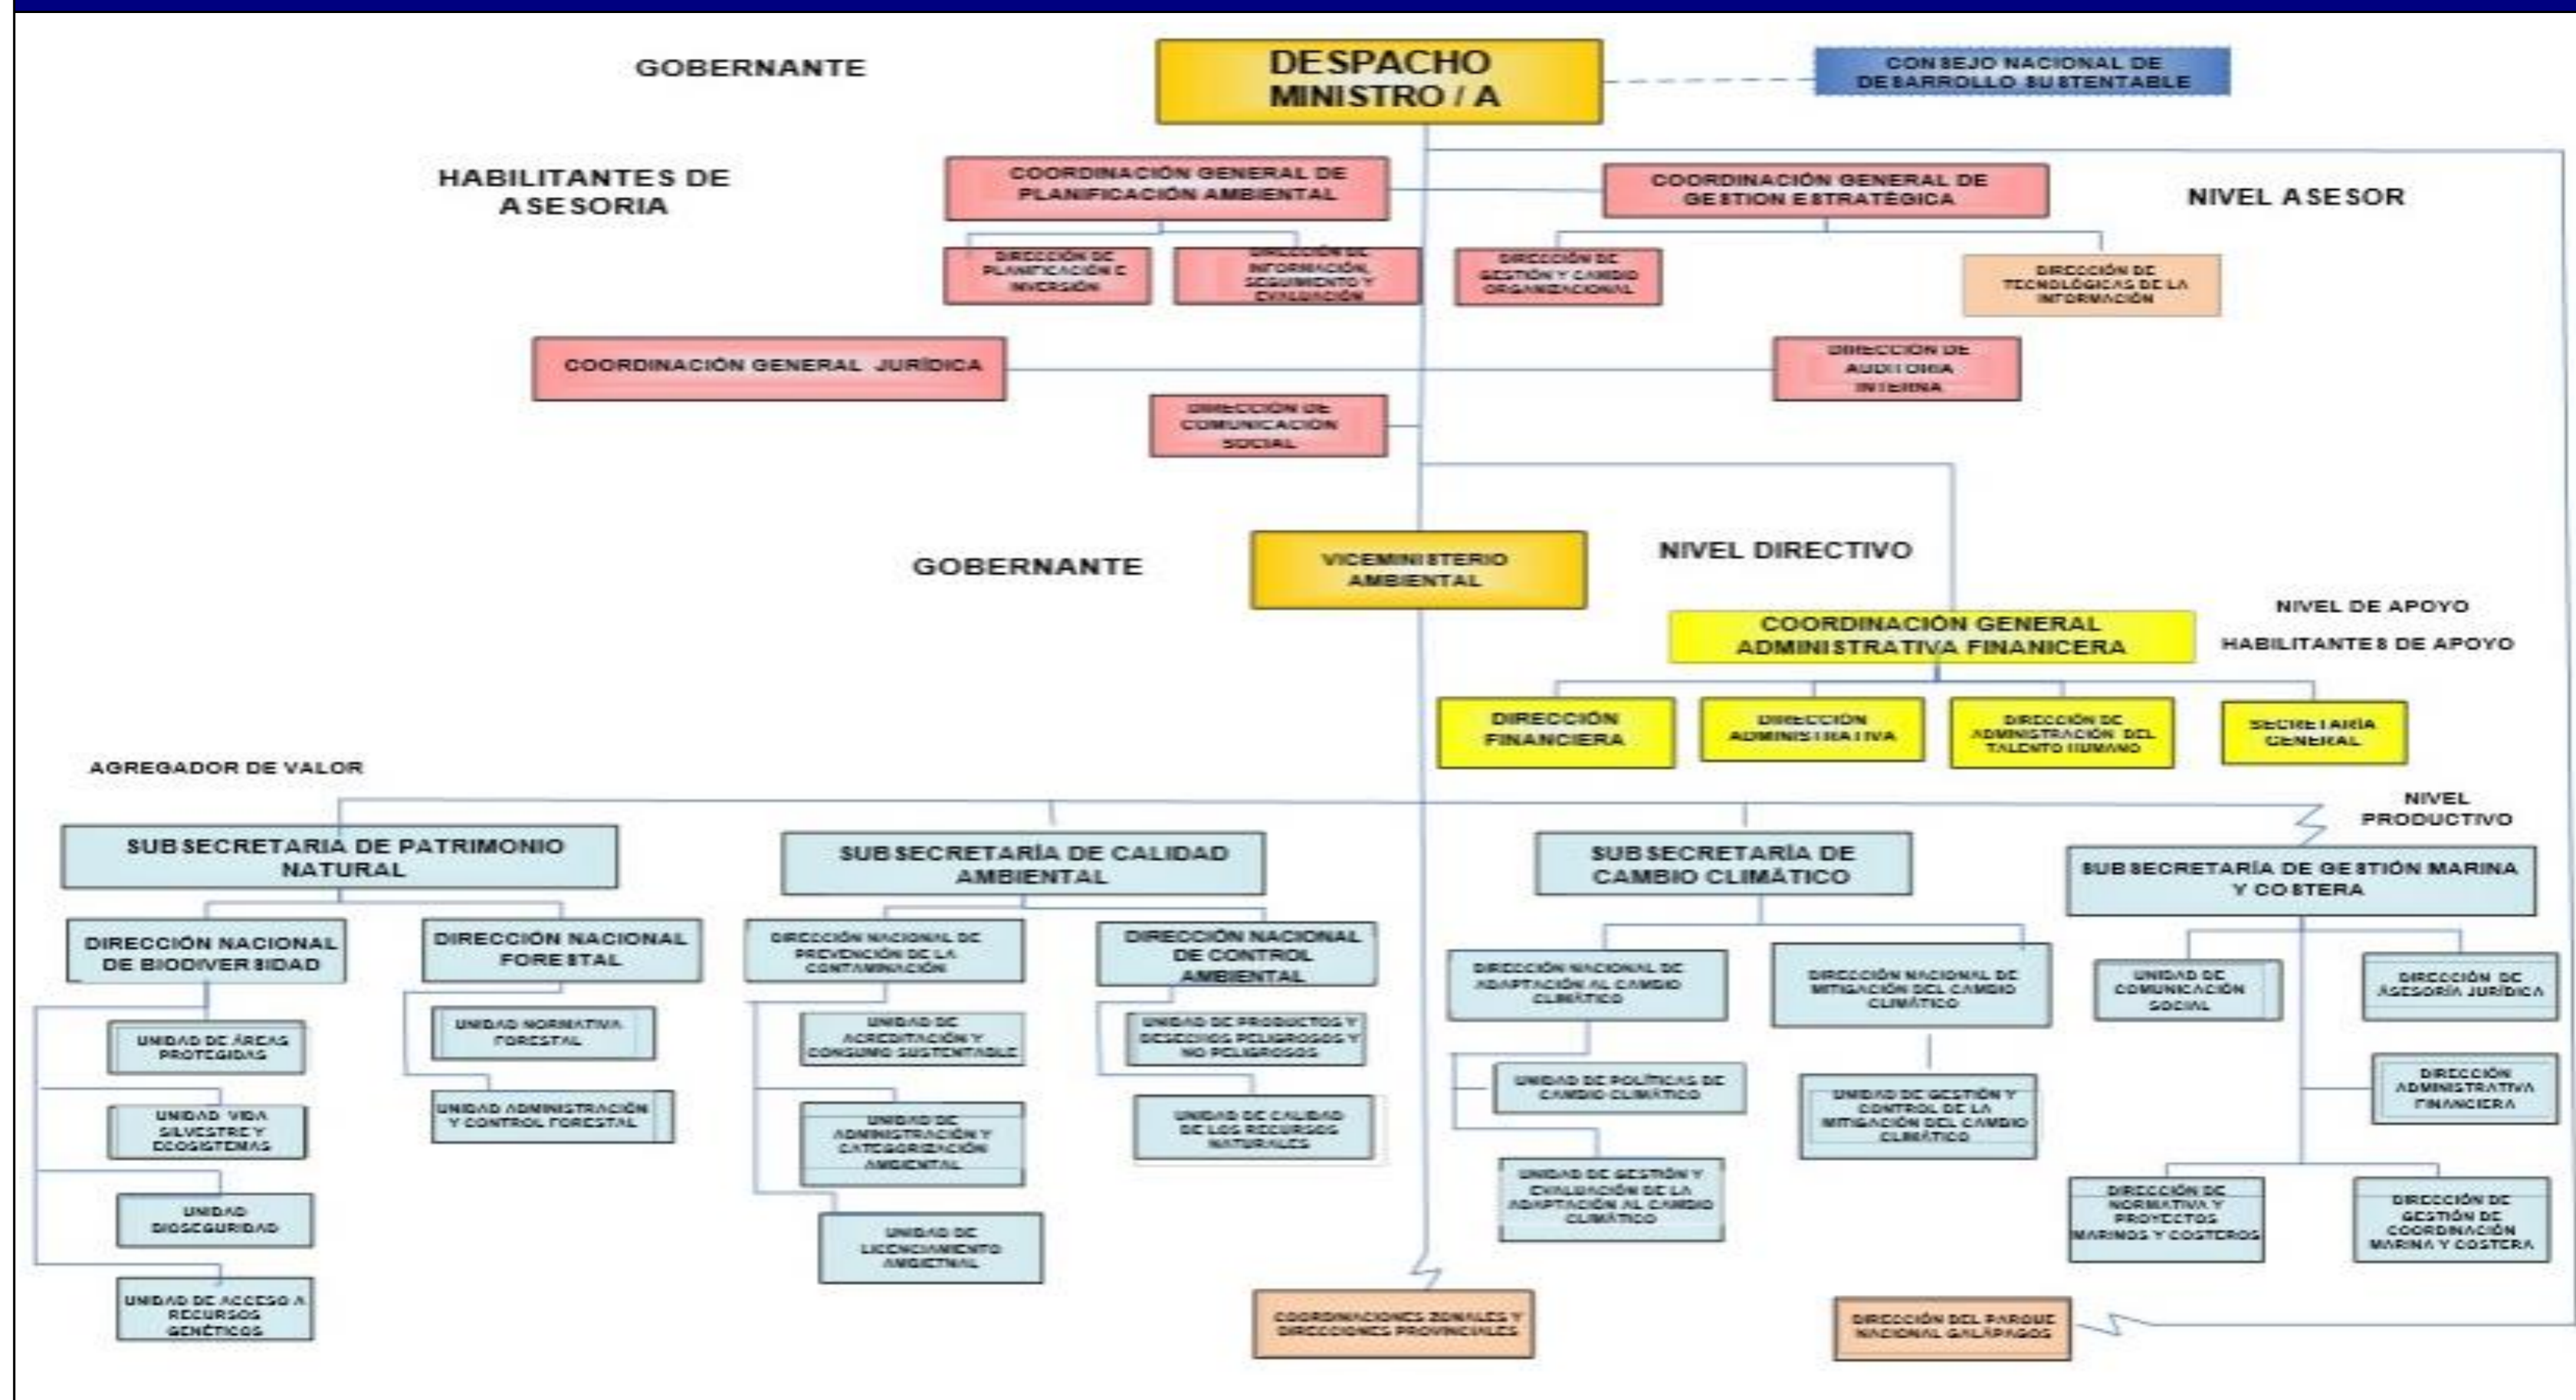 GOBERNANTE
DESPACHO
MINISTRO / A
CONSEJO NACIONAL DE
DESARROLLO SUSTENTABLE
HABILITANTES DE
ASESORIA
COORDINACIÓN GENERAL DE
PLANIFICACIÓN AMBIENTAL
COORDINACIÓN GENERAL DE
GESTION ESTRATÉGICA
NIVEL ASESOR
DIRECCIÓN DE
PLANIFICACIÓN E
INVERSIÓN
DIRECCIÓN DE
INFORMACIÓN,
SEGUIMIENTO Y
EVALUACIÓN
DIRECCIÓN DE
GESTIÓN Y CAMBIO
ORGANIZACIONAL
DIRECCIÓN DE
TECNOLÓGICAS DE LA
INFORMACIÓN
COORDINACIÓN GENERAL JURÍDICA
DIRECCIÓN DE
AUDITORIA
INTERNA
DIRECCIÓN DE
COMUNICACIÓN
SOCIAL
GOBERNANTE
VICEMINISTERIO
AMBIENTAL
NIVEL DIRECTIVO
NIVEL DE APOYO
HABILITANTES DE APOYO
COORDINACIÓN GENERAL
ADMINISTRATIVA FINANICERA
DIRECCIÓN
FINANCIERA
DIRECCIÓN
ADMINISTRATIVA
DIRECCIÓN DE
ADMINISTRACIÓN DEL
TALENTO HUMANO
SECRETARÍA
GENERAL
AGREGADOR DE VALOR
NIVEL
PRODUCTIVO
SUBSECRETARIA DE PATRIMONIO
NATURAL
SUBSECRETARÍA DE CALIDAD
AMBIENTAL
SUBSECRETARÍA DE
CAMBIO CLIMÁTICO
SUBSECRETARÍA DE GESTIÓN MARINA
Y COSTERA
DIRECCIÓN NACIONAL
DE BIODIVERSIDAD
DIRECCIÓN NACIONAL
FORESTAL
DIRECCIÓN NACIONAL DE
PREVENCIÓN DE LA
CONTAMINACIÓN
DIRECCIÓN NACIONAL
DE CONTROL
AMBIENTAL
DIRECCIÓN NACIONAL DE
ADAPTACIÓN AL CAMBIO
CLIMÁTICO
DIRECCIÓN NACIONAL DE
MITIGACIÓN DEL CAMBIO
CLIMÁTICO
UNIDAD DE
COMUNICACIÓN
SOCIAL
DIRECCIÓN DE
ASESORÍA JURÍDICA
UNIDAD DE ÁREAS
PROTEGIDAS
UNIDAD NORMATIVA
FORESTAL
UNIDAD DE
ACREDITACIÓN Y
CONSUMO SUSTENTABLE
UNIDAD DE PRODUCTOS Y
DESECHOS PELIGROSOS Y
NO PELIGROSOS
UNIDAD DE POLÍTICAS DE
CAMBIO CLIMÁTICO
UNIDAD DE GESTIÓN Y
CONTROL DE LA
MITIGACIÓN DEL CAMBIO
CLIMÁTICO
DIRECCIÓN
ADMINISTRATIVA
FINANCIERA
UNIDAD VIDA
SILVESTRE Y
ECOSISTEMAS
UNIDAD ADMINISTRACIÓN
Y CONTROL FORESTAL
UNIDAD DE
ADMINISTRACIÓN Y
CATEGORIZACIÓN
AMBIENTAL
UNIDAD DE CALIDAD
DE LOS RECURSOS
NATURALES
UNIDAD DE GESTIÓN Y
EVALUACIÓN DE LA
ADAPTACIÓN AL CAMBIO
CLIMÁTICO
DIRECCIÓN DE
NORMATIVA Y
PROYECTOS
MARINOS Y COSTEROS
DIRECCIÓN DE
GESTIÓN DE
COORDINACIÓN
MARINA Y COSTERA
UNIDAD
BIOSEGURIDAD
UNIDAD DE
LICENCIAMIENTO
AMBIETNAL
UNIDAD DE ACCESO A
RECURSOS
GENÉTICOS
COORDINACIONES ZONALES Y
DIRECCIONES PROVINCIALES
DIRECCIÓN DEL PARQUE
NACIONAL GALÁPAGOS